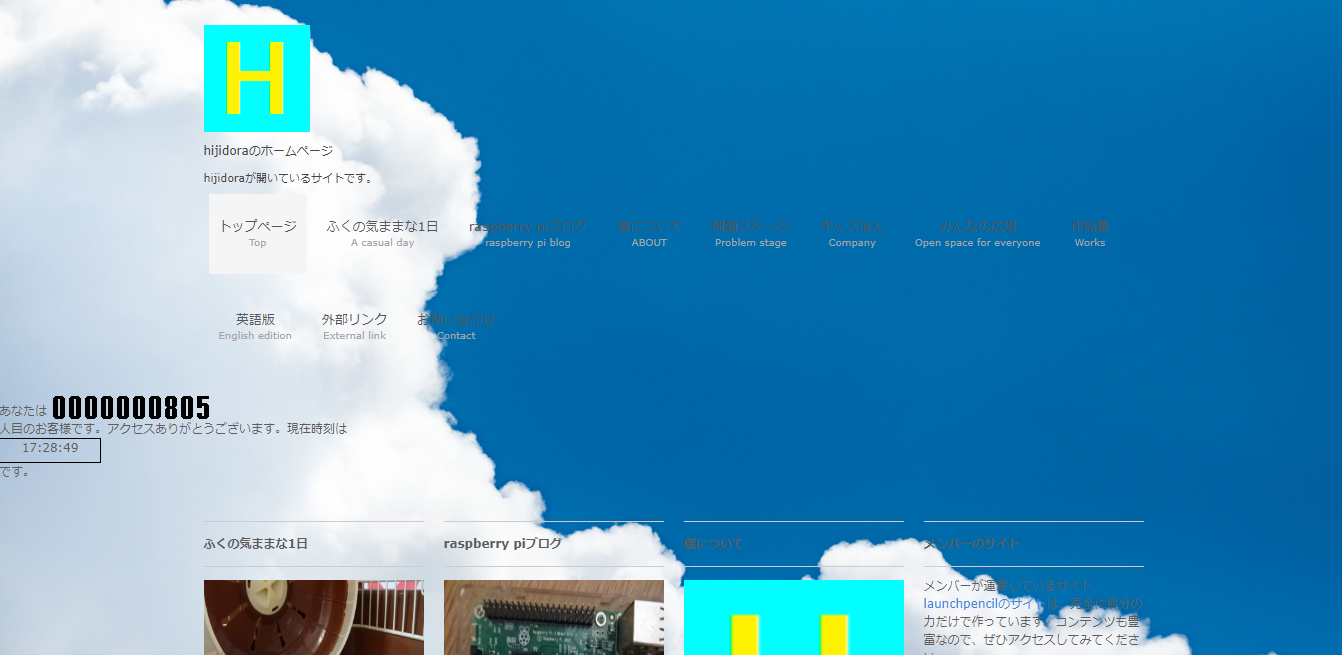 H
hijidoraのホームページ
hijidoraが開いているサイトです。
トップページ ふくの気ままな1日 raspberry piブログ 僕について 問題ステージ キッズぱん みんなの広場 作品集
Top A casual day raspberry pi blog ABOUT Problem stage Company Open space for everyone Works
英語版 外部リンク お問い合わせ
English edition External link Contact
あなたは 0000000805
人目のお客様です。アクセスありがとうございます。現在時刻は
17:28:49
です。
ふくの気ままな1日 raspberry piブログ 僕について メンバーのサイト
メンバーが運営しているサイト。
launchpencilのサイトは、完全に自分の
力だけで作っています。コンテンツも豊
富なので、ぜひアクセスしてみてくださ